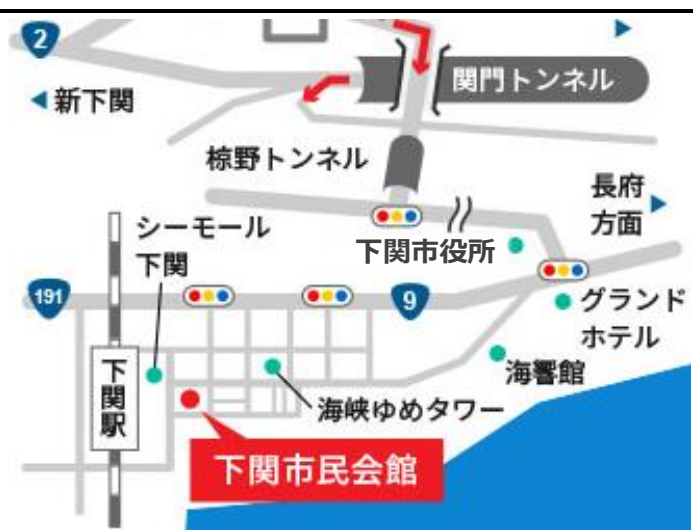 2
新下関
関門トンネル
椋野トンネル
長府
方面
シーモール
下関
下関市役所
191
9
グランド
ホテル
下関駅
海響館
海峡ゆめタワー
下関市民会館